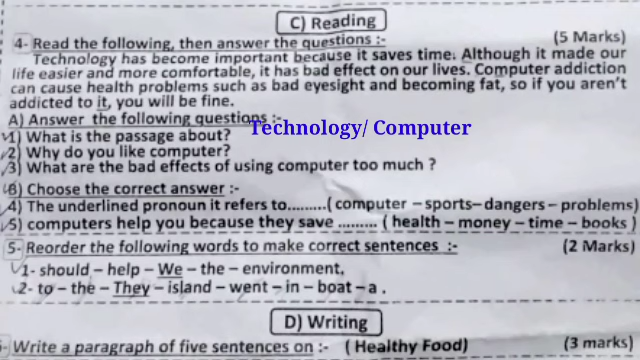 C) Reading
4- Read the following, then answer the questions :- (5 Marks)
Technology has become important because it saves time. Although it made our
life easier and more comfortable, it has bad effect on our lives. Computer addiction
can cause health problems such as bad eyesight and becoming fat, so if you aren't
addicted to it, you will be fine.
A) Answer the following questions :-
1) What is the passage about? Technology/ Computer
2) Why do you like computer?
3) What are the bad effects of using computer too much ?
B) Choose the correct answer :-
4) The underlined pronoun it refers to.........( computer – sports– dangers – problems)
5) computers help you because they save ......... ( health – money – time – books )
5- Reorder the following words to make correct sentences :- (2 Marks)
1- should – help – We – the – environment,
2- to – the – They – island – went – in – boat – a .
D) Writing
6- Write a paragraph of five sentences on :- ( Healthy Food) (3 marks)